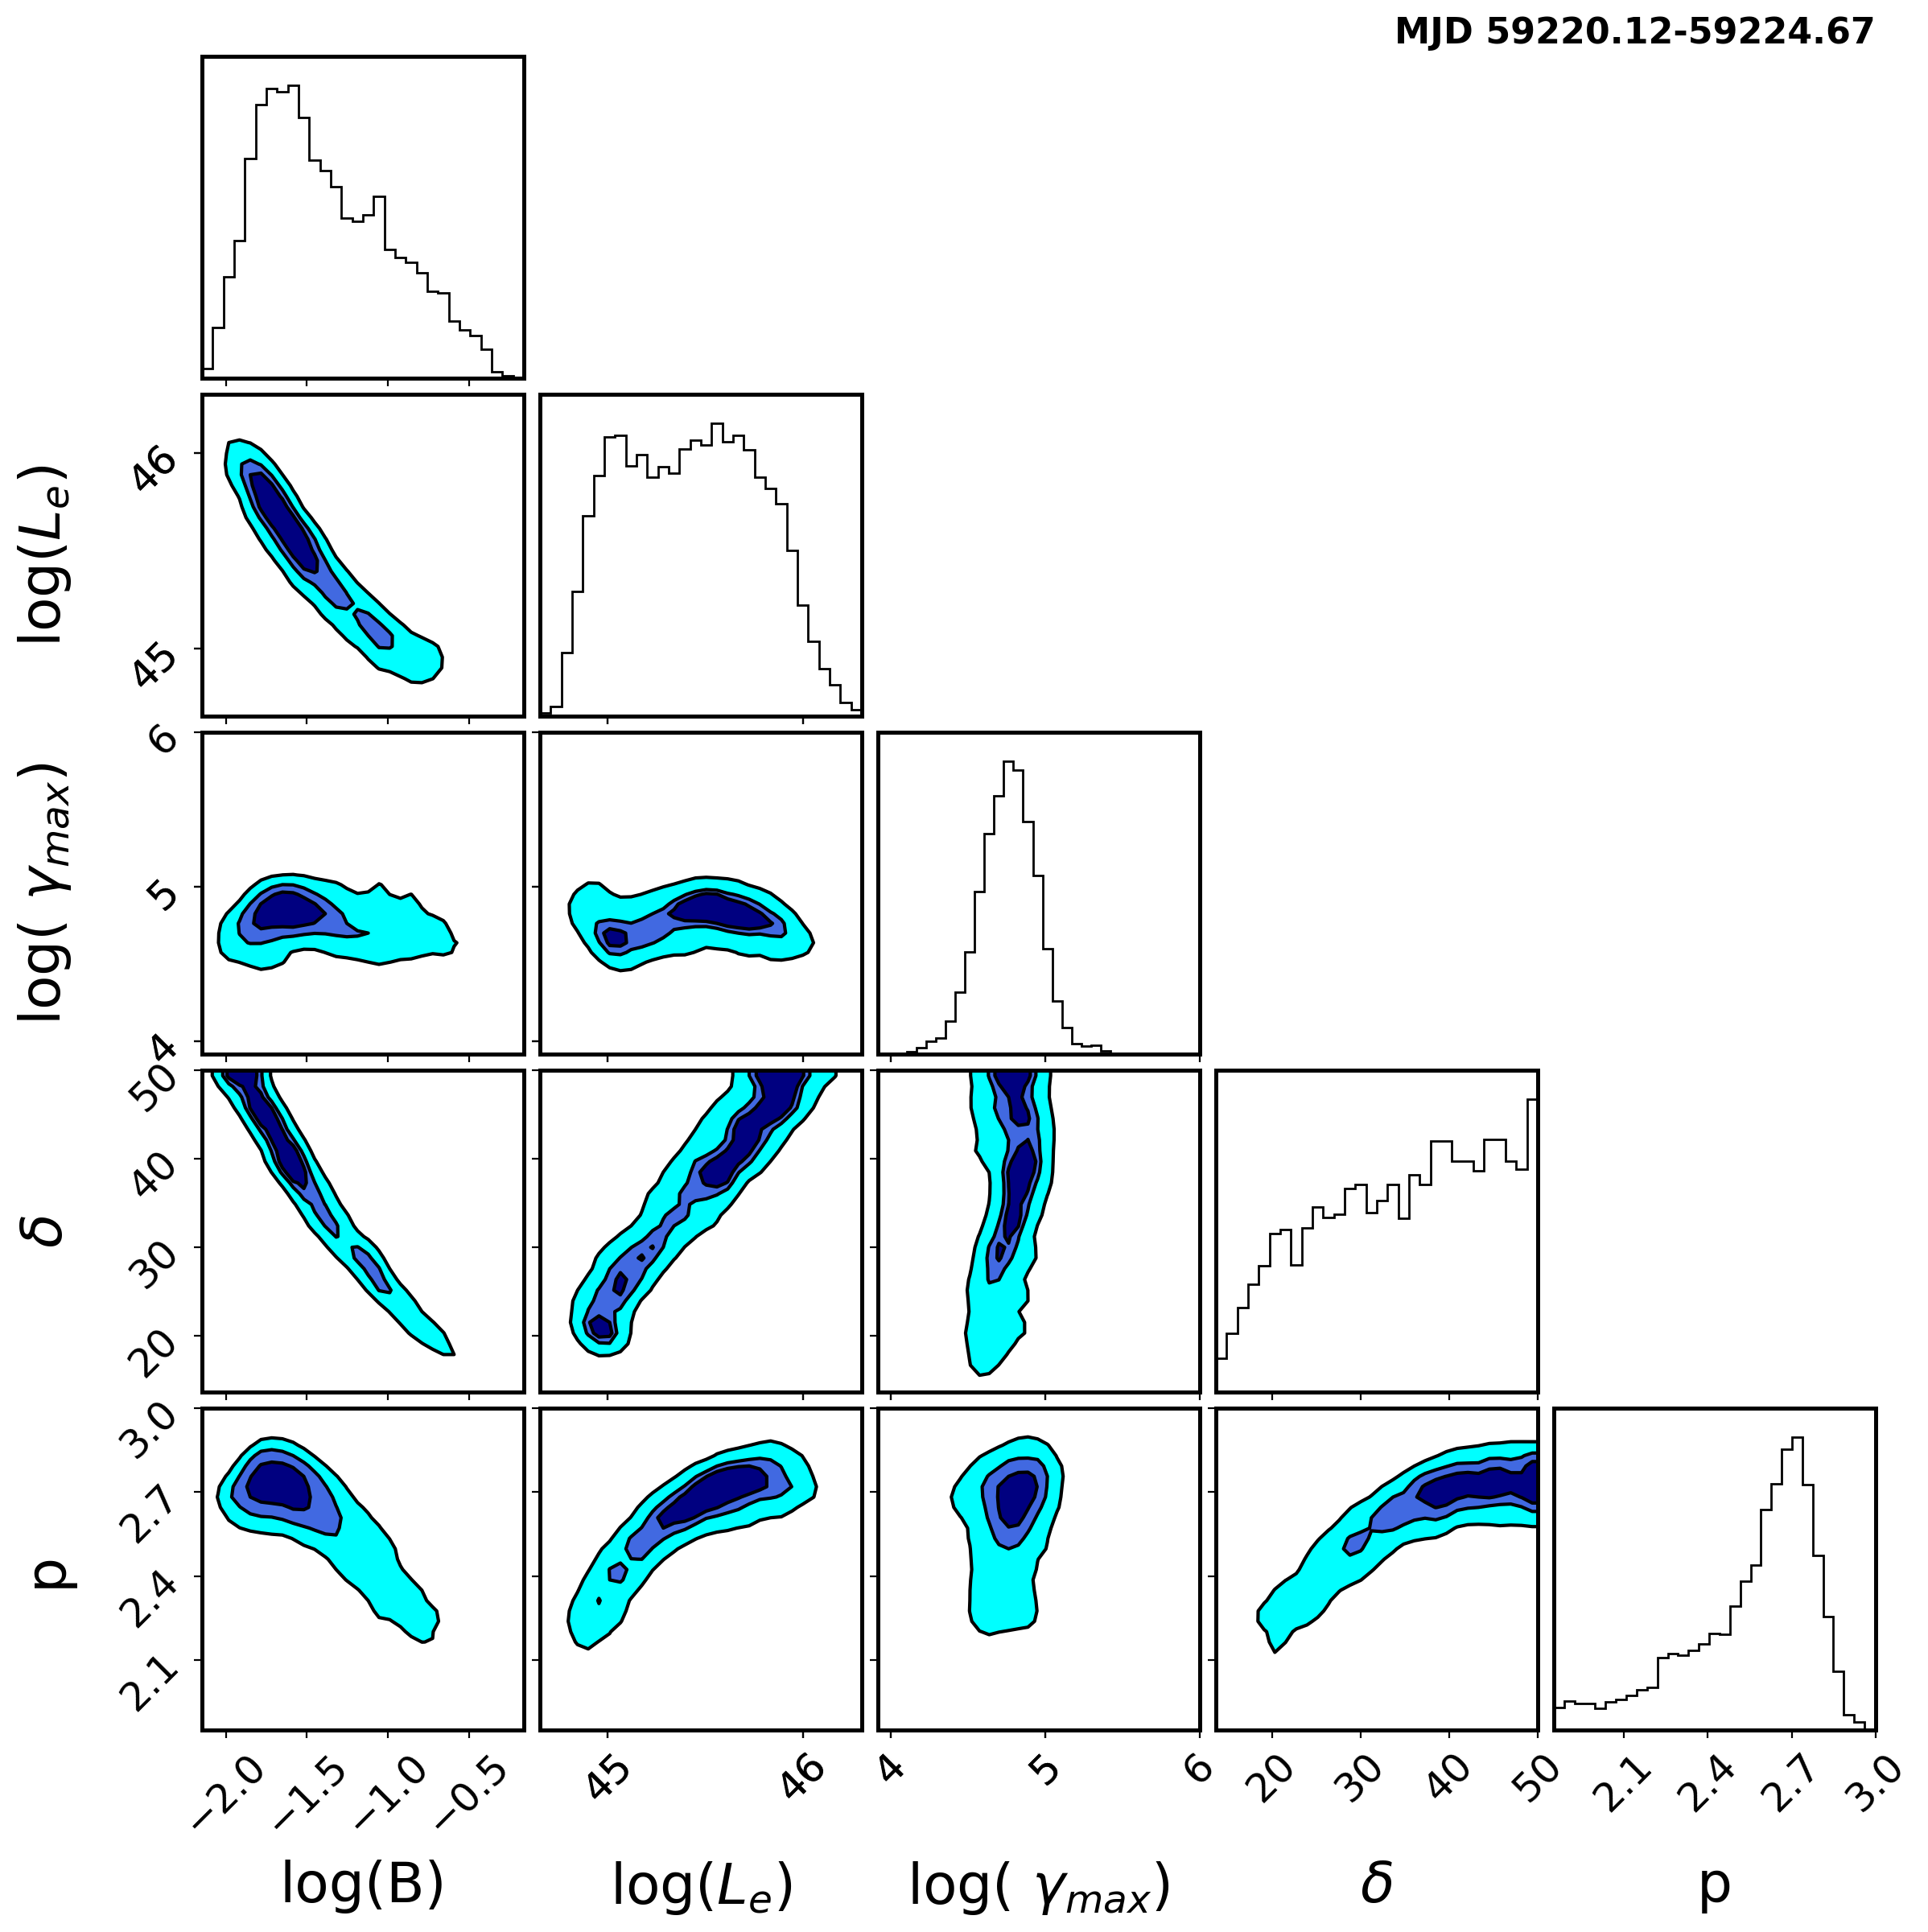 MJD 59220.12-59224.67
log(Lₑ)
46
45
log( γₘₐₓ)
6
5
4
δ
50
40
30
20
p
3.0
2.7
2.4
2.1
−2.0 −1.5 −1.0 −0.5 45 46 4 5 6 20 30 40 50 2.1 2.4 2.7 3.0
log(B) log(Lₑ) log( γₘₐₓ) δ p